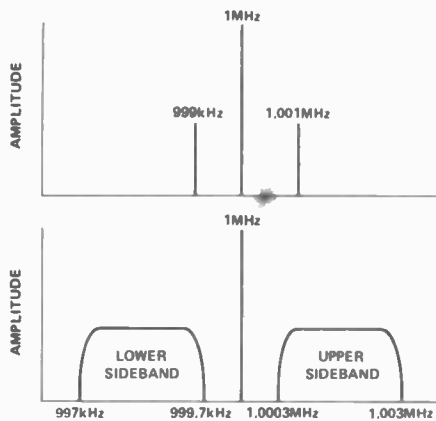 1MHz
AMPLITUDE
999kHz
1.001MHz
1MHz
AMPLITUDE
LOWER
SIDEBAND
UPPER
SIDEBAND
997kHz
999.7kHz
1.0003MHz
1.003MHz